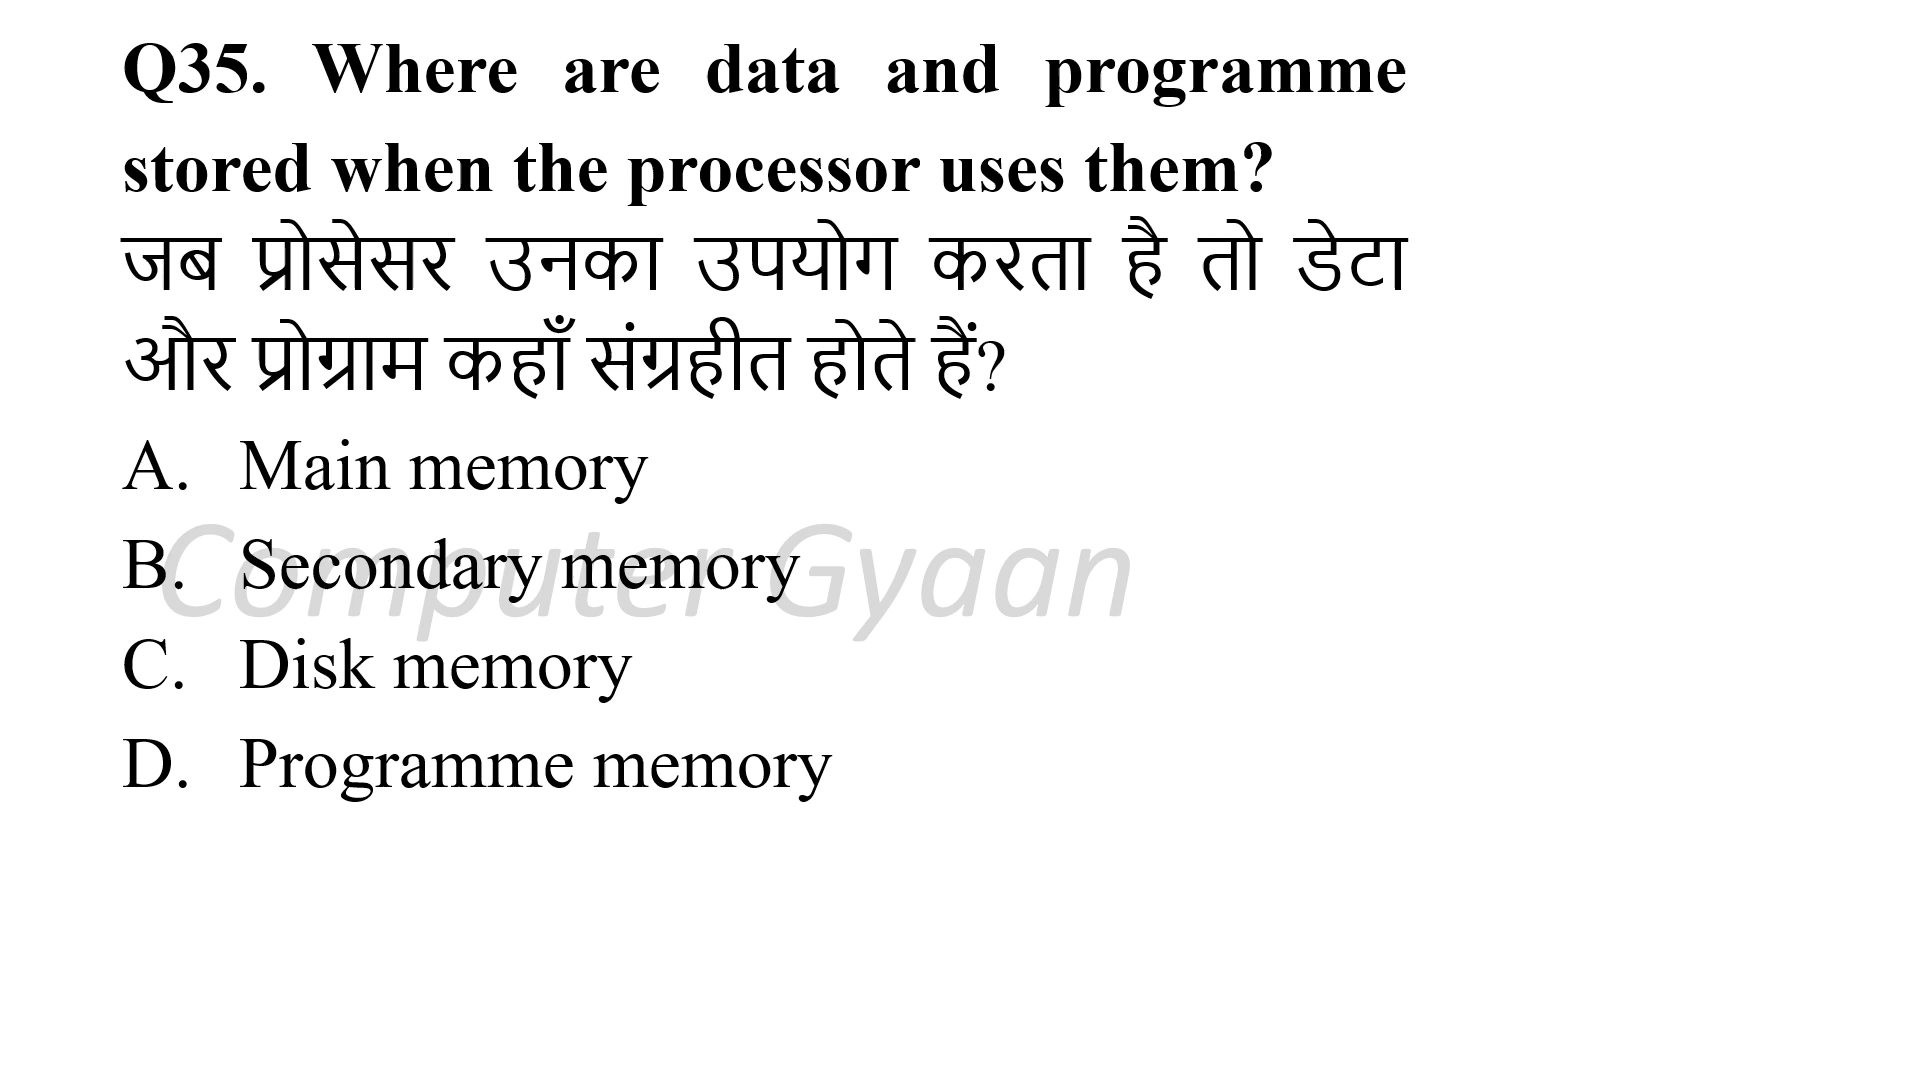 Q35. Where are data and programme
stored when the processor uses them?
जब प्रोसेसर उनका उपयोग करता है तो डेटा
और प्रोग्राम कहाँ संग्रहीत होते हैं?
A. Main memory
B. Secondary memory
Computer Gyaan
C. Disk memory
D. Programme memory